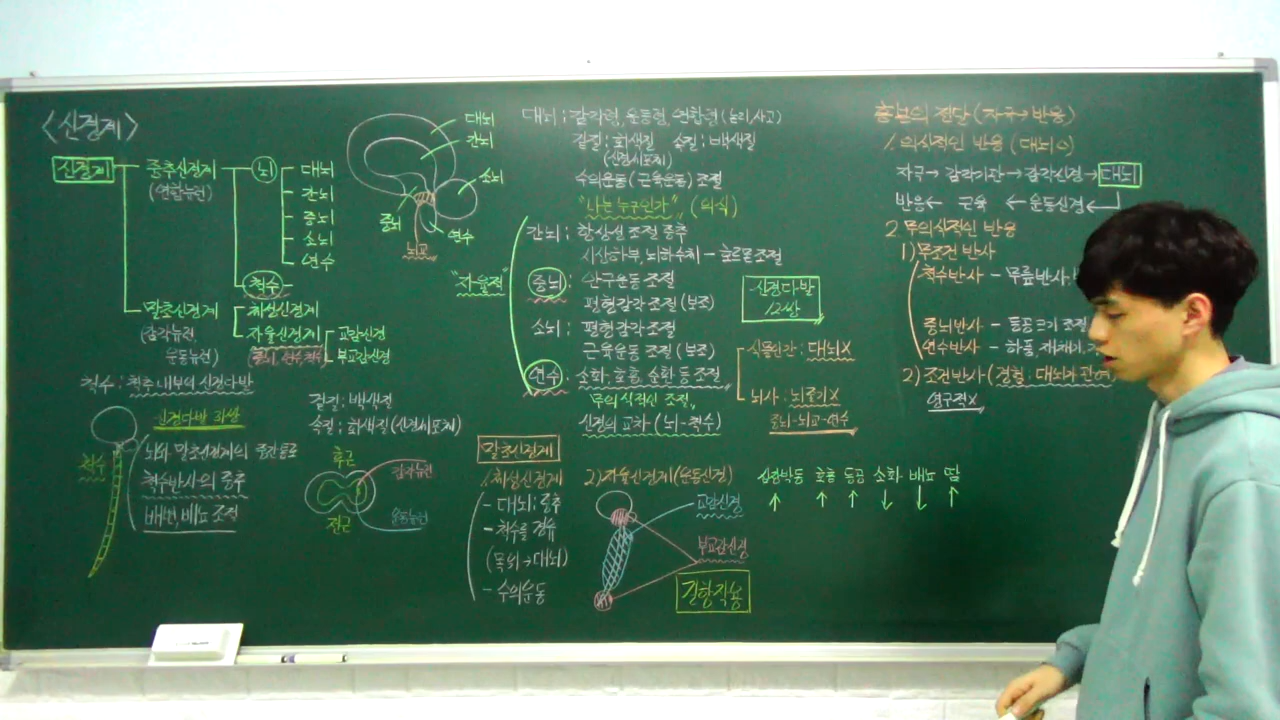 <신경계>
신경계
중추신경계
(연합뉴런)
뇌
대뇌
간뇌
중뇌
소뇌
연수
척수
말초신경계
(감각뉴런,
운동뉴런)
체성신경계
자율신경계
(중뇌, 연수, 척수)
교감신경
부교감신경
대뇌
간뇌
소뇌
중뇌
연수
뇌교
척수 : 척추 내부의 신경다발
신경다발 31쌍
척수
뇌와 말초신경계의 중간통로
척수반사의 중추
배변, 배뇨 조절
겉질 : 백색질
속질 : 회색질 (신경세포체)
후근
전근
감각뉴런
운동뉴런
대뇌 : 감각령, 운동령, 연합령 (논리, 사고)
겉질 : 회색질 속질 : 백색질
(신경세포체)
수의운동 (근육운동) 조절
"나는 누구인가" (의식)
"자율적"
간뇌 : 항상성 조절 중추
시상하부, 뇌하수체 - 호르몬 조절
중뇌 : 안구운동 조절
평형감각 조절 (보조)
소뇌 : 평형감각 조절
근육운동 조절 (보조)
연수 : 소화, 호흡, 순환 등 조절
"무의식적인 조절"
신경의 교차 (뇌-척수)
신경다발
12쌍
식물인간 : 대뇌X
뇌사 : 뇌줄기X
중뇌-뇌교-연수
말초신경계
1) 체성신경계
- 대뇌 : 중추
- 척수를 경유
(목 위 → 대뇌)
- 수의운동
2) 자율신경계 (운동신경)
교감신경
부교감신경
길항작용
심장박동 호흡 동공 소화 배뇨 땀
↑ ↑ ↑ ↓ ↓ ↑
흥분의 전달 (자극→반응)
1. 의식적인 반응 (대뇌O)
자극 → 감각기관 → 감각신경 → 대뇌
반응 ← 근육 ← 운동신경 ←
2. 무의식적인 반응
1) 무조건 반사
척수반사 - 무릎반사,
중뇌반사 - 동공크기 조절
연수반사 - 하품, 재채기,
2) 조건반사 (경험 : 대뇌가 관여
영구적X